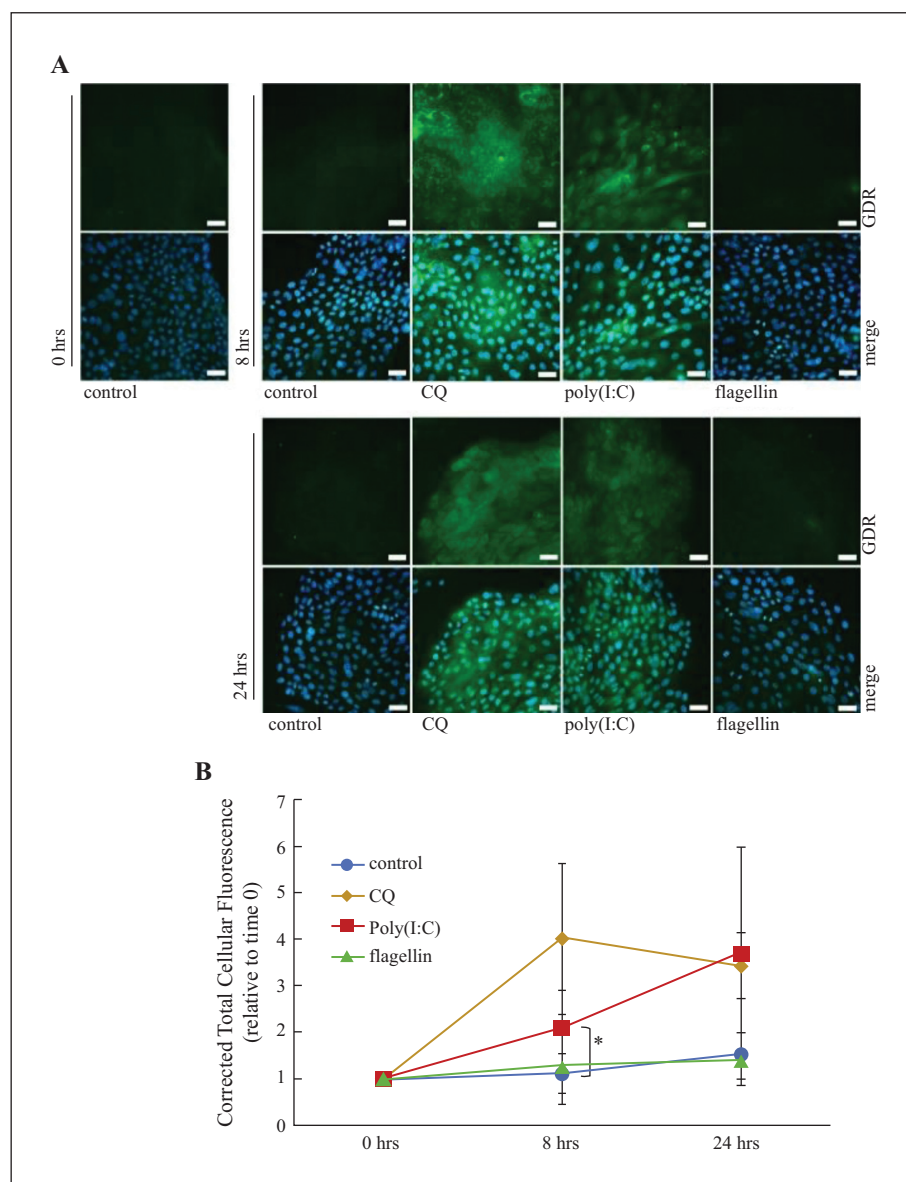 A
0 hrs
control
8 hrs
GDR
merge
control CQ poly(I:C) flagellin
24 hrs
GDR
merge
control CQ poly(I:C) flagellin
B
Corrected Total Cellular Fluorescence
(relative to time 0)
7
6
5
4
3
2
1
0
control
CQ
Poly(I:C)
flagellin
*
0 hrs 8 hrs 24 hrs